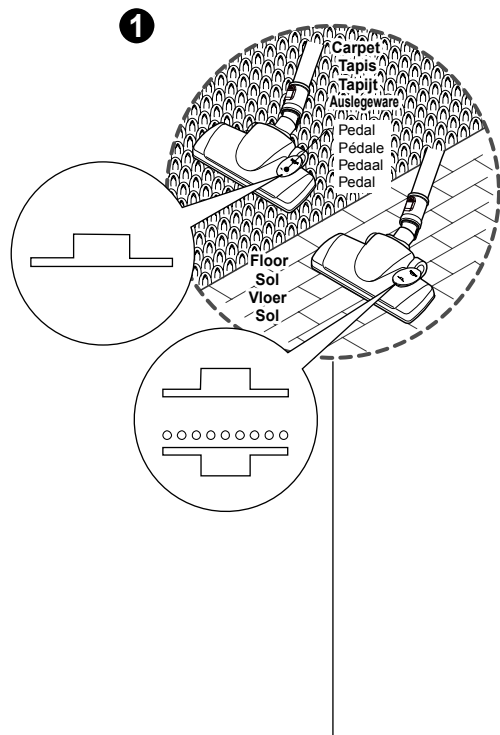 1
Carpet
Tapis
Tapijt
Auslegeware
Pedal
Pédale
Pedaal
Pedal
Floor
Sol
Vloer
Sol